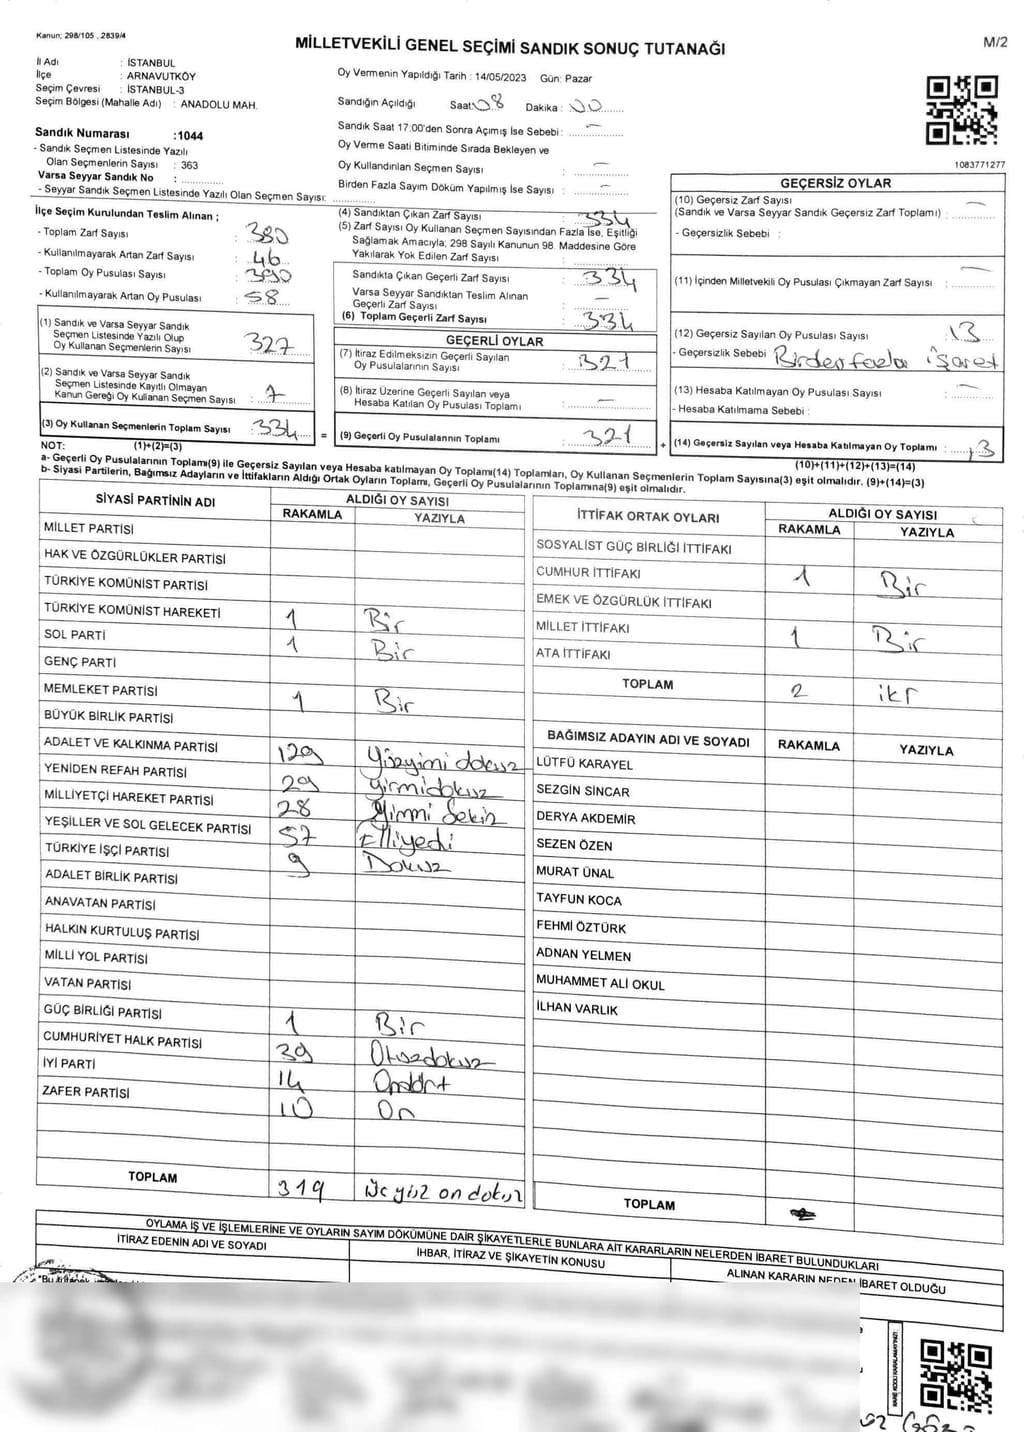 Kanun; 298/105 , 2839/4
MİLLETVEKİLİ GENEL SEÇİMİ SANDIK SONUÇ TUTANAĞI
M/2
İl Adı : İSTANBUL
İlçe : ARNAVUTKÖY
Seçim Çevresi : İSTANBUL-3
Seçim Bölgesi (Mahalle Adı) : ANADOLU MAH.
Oy Vermenin Yapıldığı Tarih : 14/05/2023 Gün: Pazar
Sandığın Açıldığı Saat: 08 Dakika : 00
Sandık Saat 17:00'den Sonra Açımış İse Sebebi : —
Oy Verme Saati Bitiminde Sırada Bekleyen ve
Oy Kullandırılan Seçmen Sayısı : —
Birden Fazla Sayım Döküm Yapılmış İse Sayısı : —
Sandık Numarası :1044
- Sandık Seçmen Listesinde Yazılı
Olan Seçmenlerin Sayısı : 363
Varsa Seyyar Sandık No :
- Seyyar Sandık Seçmen Listesinde Yazılı Olan Seçmen Sayısı:
1083771277
İlçe Seçim Kurulundan Teslim Alınan ;
- Toplam Zarf Sayısı : 380
- Kullanılmayarak Artan Zarf Sayısı : 46
- Toplam Oy Pusulası Sayısı : 390
- Kullanılmayarak Artan Oy Pusulası : 58
(1) Sandık ve Varsa Seyyar Sandık
Seçmen Listesinde Yazılı Olup
Oy Kullanan Seçmenlerin Sayısı : 327
(2) Sandık ve Varsa Seyyar Sandık
Seçmen Listesinde Kayıtlı Olmayan
Kanun Gereği Oy Kullanan Seçmen Sayısı : 7
(3) Oy Kullanan Seçmenlerin Toplam Sayısı : 334
(4) Sandıktan Çıkan Zarf Sayısı : 334
(5) Zarf Sayısı Oy Kullanan Seçmen Sayısından Fazla İse, Eşitliği
Sağlamak Amacıyla; 298 Sayılı Kanunun 98. Maddesine Göre
Yakılarak Yok Edilen Zarf Sayısı :
Sandıkta Çıkan Geçerli Zarf Sayısı : 334
Varsa Seyyar Sandıktan Teslim Alınan
Geçerli Zarf Sayısı : —
(6) Toplam Geçerli Zarf Sayısı : 334
GEÇERLİ OYLAR
(7) İtiraz Edilmeksizin Geçerli Sayılan
Oy Pusulalarının Sayısı : 321
(8) İtiraz Üzerine Geçerli Sayılan veya
Hesaba Katılan Oy Pusulası Toplamı : —
= (9) Geçerli Oy Pusulalarının Toplamı : 321
GEÇERSİZ OYLAR
(10) Geçersiz Zarf Sayısı
(Sandık ve Varsa Seyyar Sandık Geçersiz Zarf Toplamı) : —
- Geçersizlik Sebebi :
(11) İçinden Milletvekili Oy Pusulası Çıkmayan Zarf Sayısı : —
(12) Geçersiz Sayılan Oy Pusulası Sayısı : 13
- Geçersizlik Sebebi : Birden fazla işaret
(13) Hesaba Katılmayan Oy Pusulası Sayısı : —
- Hesaba Katılmama Sebebi :
+ (14) Geçersiz Sayılan veya Hesaba Katılmayan Oy Toplamı : 13
NOT: (1)+(2)=(3)
(10)+(11)+(12)+(13)=(14)
a- Geçerli Oy Pusulalarının Toplamı(9) ile Geçersiz Sayılan veya Hesaba katılmayan Oy Toplamı(14) Toplamları, Oy Kullanan Seçmenlerin Toplam Sayısına(3) eşit olmalıdır. (9)+(14)=(3)
b- Siyasi Partilerin, Bağımsız Adayların ve İttifakların Aldığı Ortak Oyların Toplamı, Geçerli Oy Pusulalarının Toplamına(9) eşit olmalıdır.
SİYASİ PARTİNİN ADI ALDIĞI OY SAYISI
RAKAMLA YAZIYLA
MİLLET PARTİSİ
HAK VE ÖZGÜRLÜKLER PARTİSİ
TÜRKİYE KOMÜNİST PARTİSİ
TÜRKİYE KOMÜNİST HAREKETİ 1 Bir
SOL PARTİ 1 Bir
GENÇ PARTİ
MEMLEKET PARTİSİ 1 Bir
BÜYÜK BİRLİK PARTİSİ
ADALET VE KALKINMA PARTİSİ 129 Yüzyirmi dokuz
YENİDEN REFAH PARTİSİ 29 yirmidokuz
MİLLİYETÇİ HAREKET PARTİSİ 28 Yirmi Sekiz
YEŞİLLER VE SOL GELECEK PARTİSİ 57 Elliyedi
TÜRKİYE İŞÇİ PARTİSİ 9 Dokuz
ADALET BİRLİK PARTİSİ
ANAVATAN PARTİSİ
HALKIN KURTULUŞ PARTİSİ
MİLLİ YOL PARTİSİ
VATAN PARTİSİ
GÜÇ BİRLİĞİ PARTİSİ 1 Bir
CUMHURİYET HALK PARTİSİ 39 Otuzdokuz
İYİ PARTİ 14 Ondört
ZAFER PARTİSİ 10 On
TOPLAM 319 üç yüz on dokuz
İTTİFAK ORTAK OYLARI ALDIĞI OY SAYISI
RAKAMLA YAZIYLA
SOSYALİST GÜÇ BİRLİĞİ İTTİFAKI
CUMHUR İTTİFAKI 1 Bir
EMEK VE ÖZGÜRLÜK İTTİFAKI
MİLLET İTTİFAKI 1 Bir
ATA İTTİFAKI
TOPLAM 2 iki
BAĞIMSIZ ADAYIN ADI VE SOYADI RAKAMLA YAZIYLA
LÜTFÜ KARAYEL
SEZGİN SİNCAR
DERYA AKDEMİR
SEZEN ÖZEN
MURAT ÜNAL
TAYFUN KOCA
FEHMİ ÖZTÜRK
ADNAN YELMEN
MUHAMMET ALİ OKUL
İLHAN VARLIK
TOPLAM
OYLAMA İŞ VE İŞLEMLERİNE VE OYLARIN SAYIM DÖKÜMÜNE DAİR ŞİKAYETLERLE BUNLARA AİT KARARLARIN NELERDEN İBARET BULUNDUKLARI
İTİRAZ EDENİN ADI VE SOYADI
İHBAR, İTİRAZ VE ŞİKAYETİN KONUSU
ALINAN KARARIN NEDEN İBARET OLDUĞU
KARE KODU KARALAMAYINIZ!